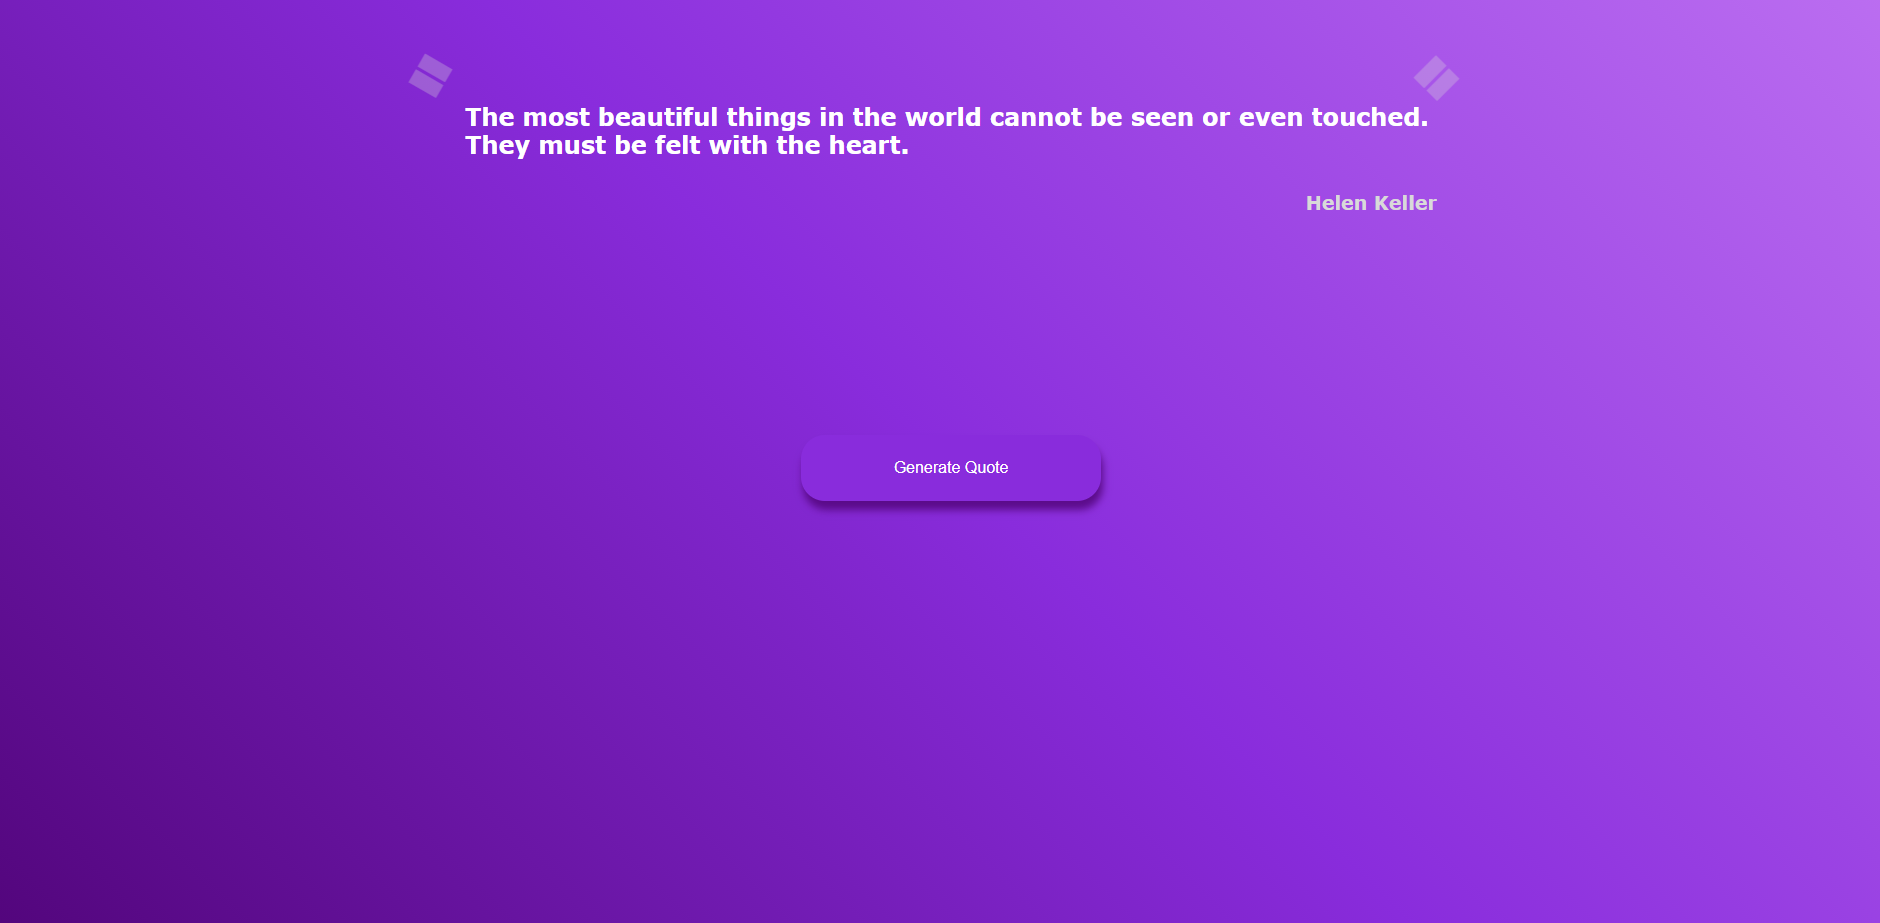 The most beautiful things in the world cannot be seen or even touched.
They must be felt with the heart.
Helen Keller
Generate Quote